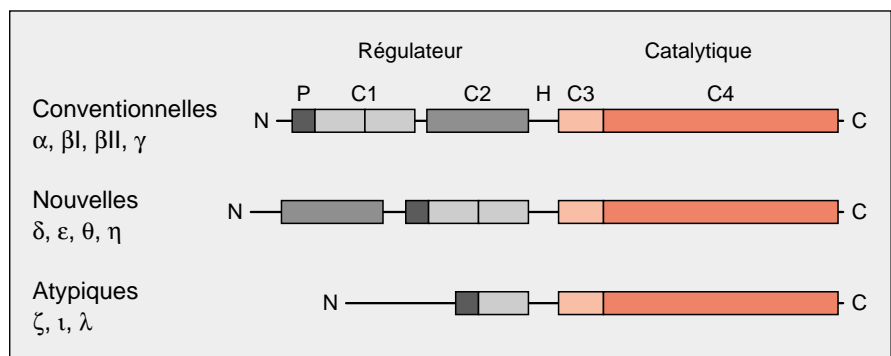 Régulateur Catalytique
P C1 C2 H C3 C4
Conventionnelles
N C
α, βI, βII, γ
Nouvelles
N C
δ, ε, θ, η
Atypiques
N C
ζ, ι, λ